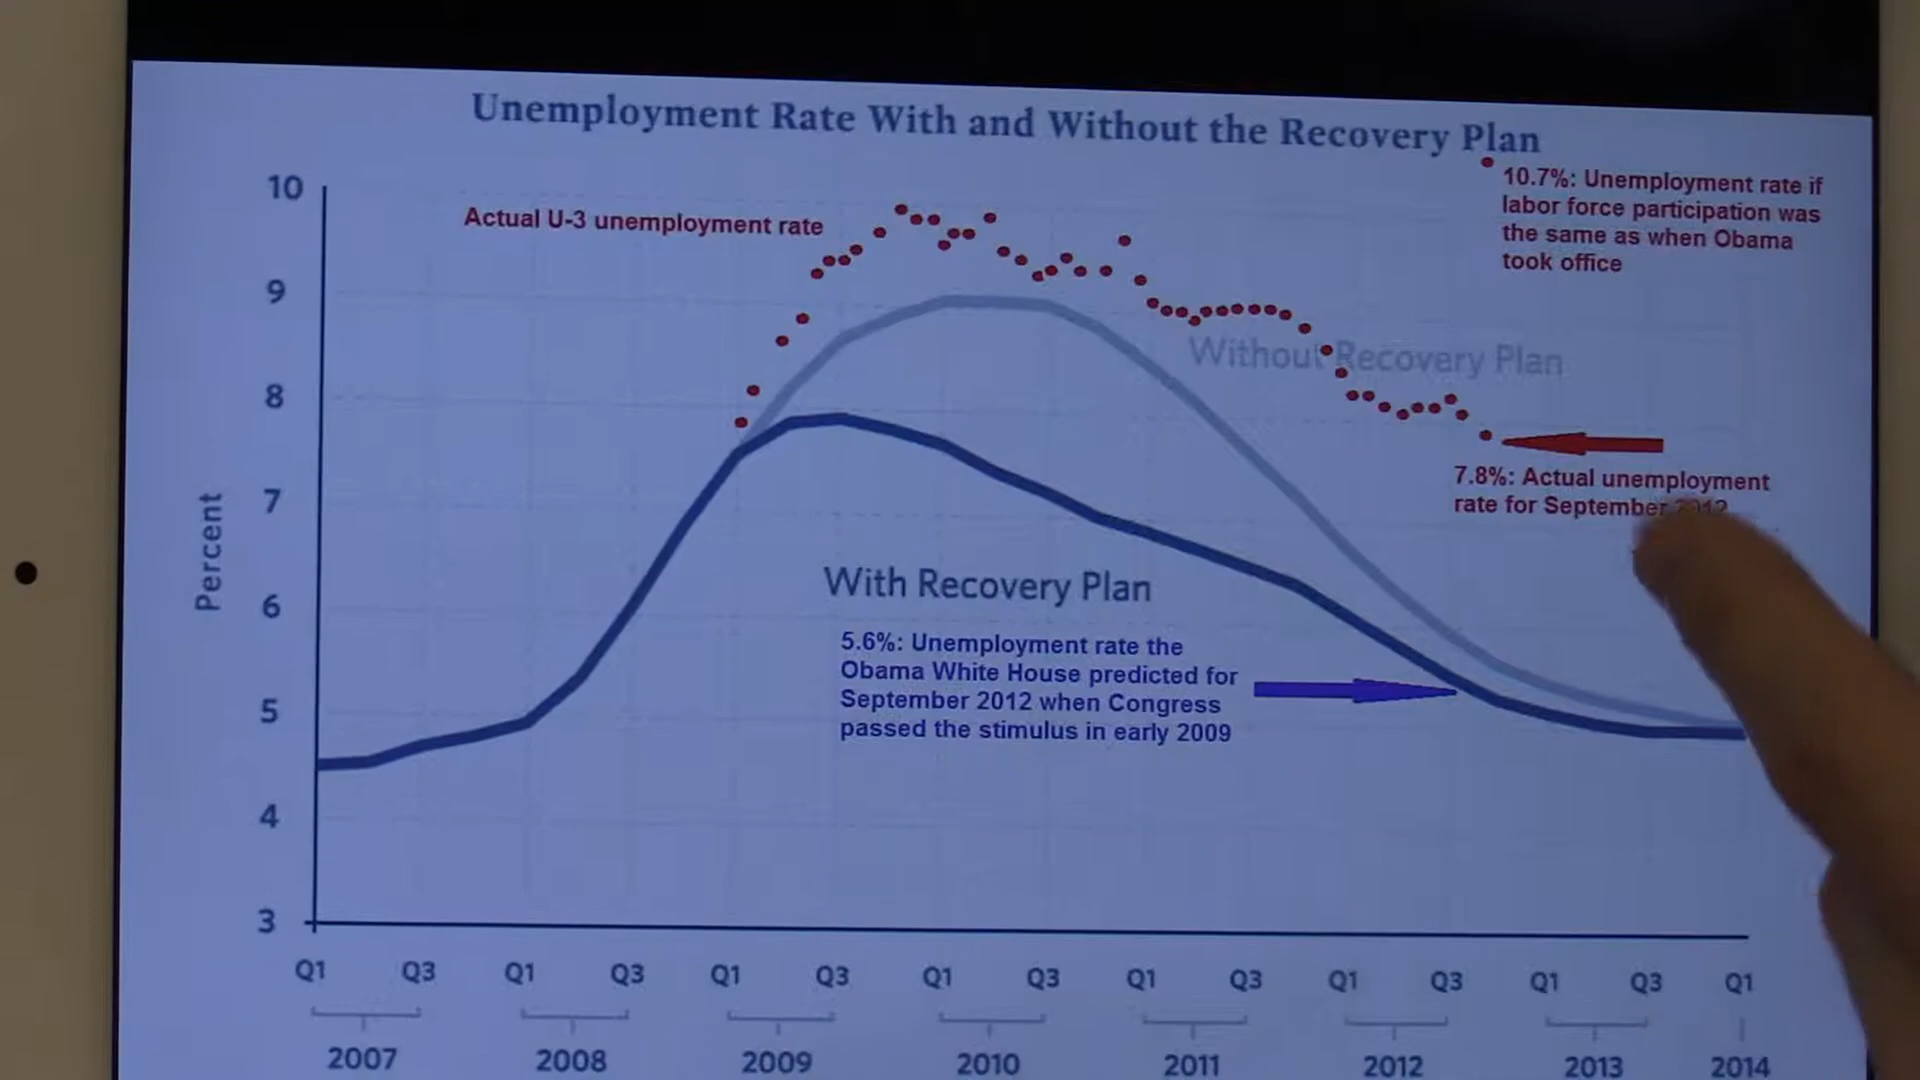 Unemployment Rate With and Without the Recovery Plan
10
9
8
7
6
5
4
3
Percent
Actual U-3 unemployment rate
10.7%: Unemployment rate if
labor force participation was
the same as when Obama
took office
Without Recovery Plan
7.8%: Actual unemployment
rate for September 2012
With Recovery Plan
5.6%: Unemployment rate the
Obama White House predicted for
September 2012 when Congress
passed the stimulus in early 2009
Q1 Q3 Q1 Q3 Q1 Q3 Q1 Q3 Q1 Q3 Q1 Q3 Q1 Q3 Q1
2007 2008 2009 2010 2011 2012 2013 2014